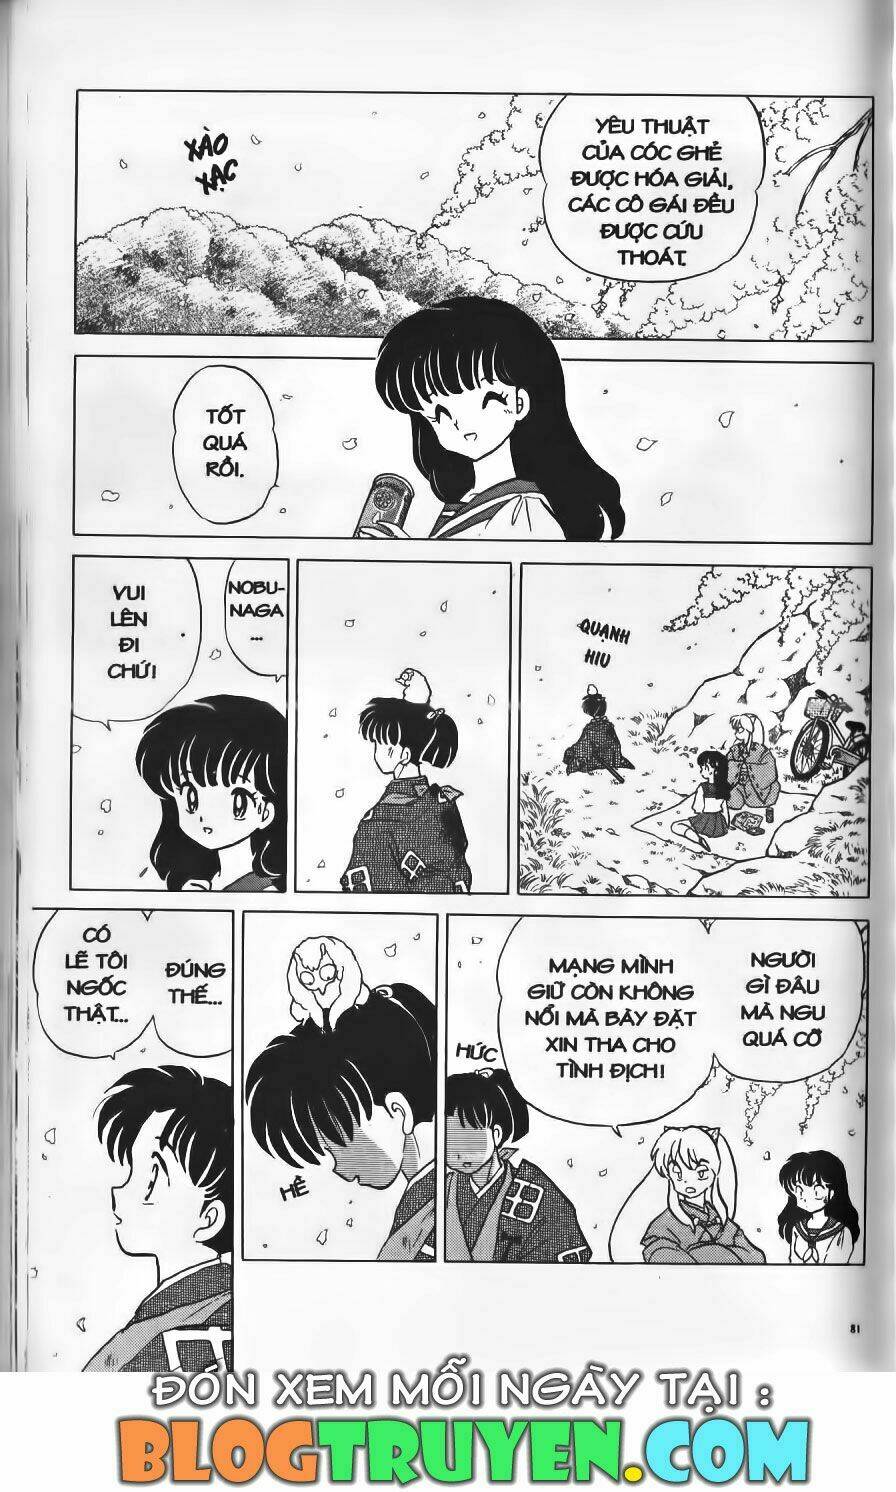 YÊU THUẬT
CỦA CÓC GHẺ
ĐƯỢC HÓA GIẢI,
CÁC CÔ GÁI ĐỀU
ĐƯỢC CỨU
THOÁT.
XÀO
XẠC
TỐT
QUÁ
RỒI.
QUẠNH
HIU
NOBU-
NAGA
...
VUI
LÊN
ĐI
CHỨ!
NGƯỜI
GÌ ĐÂU
MÀ NGU
QUÁ CỠ
MẠNG MÌNH
GIỮ CÒN KHÔNG
NỔI MÀ BÀY ĐẶT
XIN THA CHO
TÌNH ĐỊCH!
HỨC
HỀ
ĐÚNG
THẾ...
CÓ
LẼ TÔI
NGỐC
THẬT...
81
ĐÓN XEM MỖI NGÀY TẠI :
BLOGTRUYEN.COM